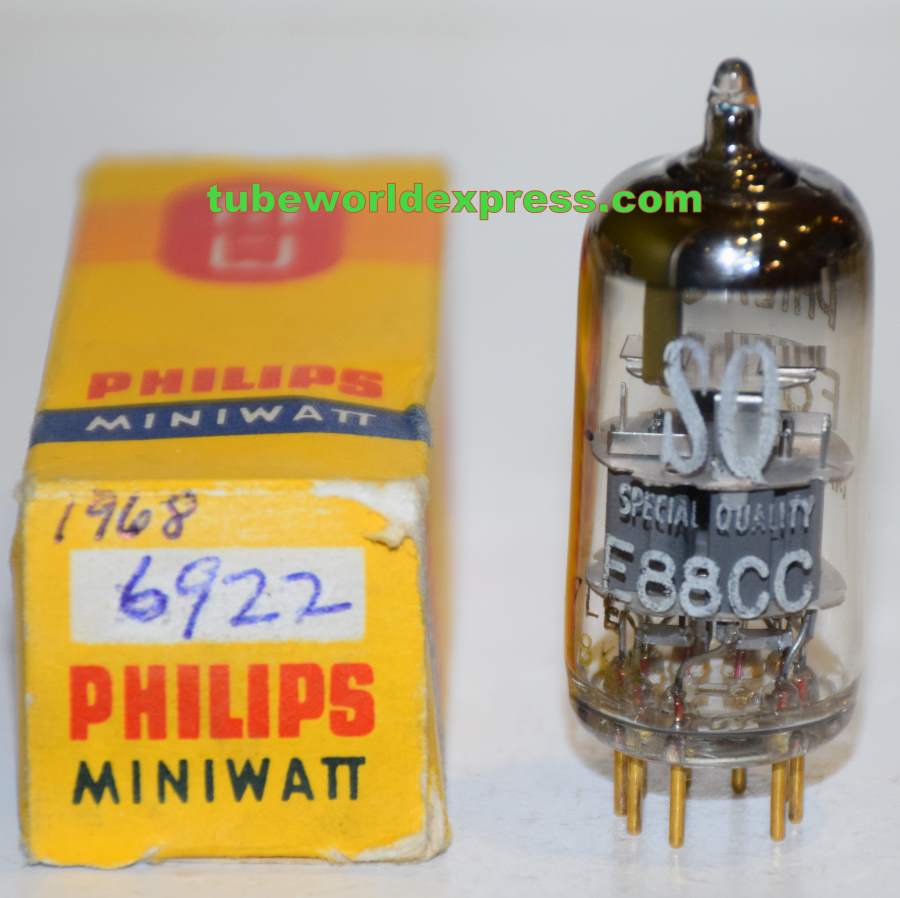 tubeworldexpress.com
PHILIPS
MINIWATT
1968
6922
PHILIPS
MINIWATT
SQ
SPECIAL QUALITY
E88CC